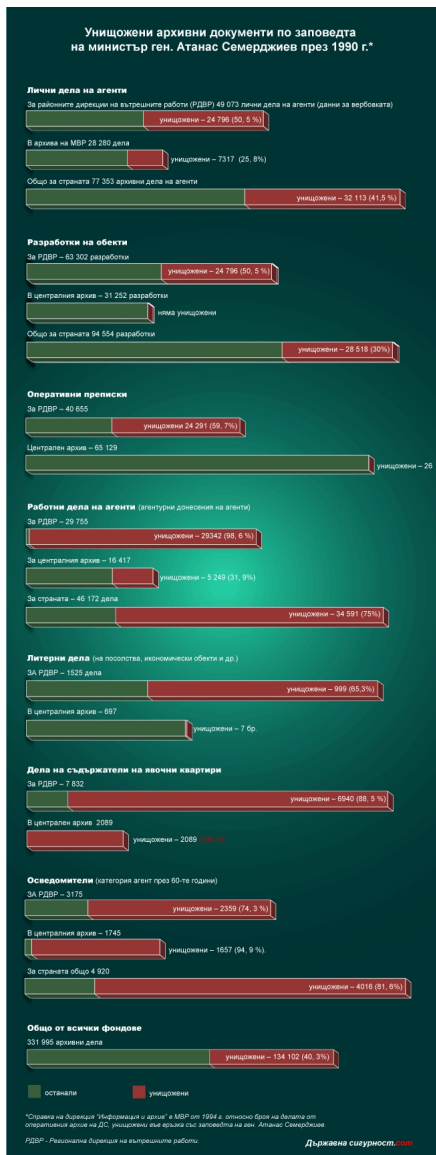 Унищожени архивни документи по заповедта
на министър ген. Атанас Семерджиев през 1990 г.*
Лични дела на агенти
За районните дирекции на вътрешните работи (РДВР) 49 073 лични дела на агенти (данни за вербовката)
унищожени – 24 796 (50, 5 %)
В архива на МВР 28 280 дела
унищожени – 7317 (25, 8%)
Общо за страната 77 353 архивни дела на агенти
унищожени – 32 113 (41,5 %)
Разработки на обекти
За РДВР – 63 302 разработки
унищожени – 24 796 (50, 5 %)
В централния архив – 31 252 разработки
няма унищожени
Общо за страната 94 554 разработки
унищожени – 28 518 (30%)
Оперативни преписки
За РДВР – 40 655
унищожени 24 291 (59, 7%)
Централен архив – 65 129
унищожени – 26
Работни дела на агенти (агентурни донесения на агенти)
За РДВР – 29 755
унищожени – 29342 (98, 6 %)
За централния архив – 16 417
унищожени – 5 249 (31, 9%)
За страната – 46 172 дела
унищожени – 34 591 (75%)
Литерни дела (на посолства, икономически обекти и др.)
ЗА РДВР – 1525 дела
унищожени – 999 (65,3%)
В централния архив – 697
унищожени – 7 бр.
Дела на съдържатели на явочни квартири
За РДВР – 7 832
унищожени – 6940 (88, 5 %)
В централен архив 2089
унищожени – 2089
Осведомители (категория агент през 60-те години)
ЗА РДВР – 3175
унищожени – 2359 (74, 3 %)
В централния архив – 1745
унищожени – 1657 (94, 9 %).
За страната общо 4 920
унищожени – 4016 (81, 6%)
Общо от всички фондове
331 995 архивни дела
унищожени – 134 102 (40, 3%)
останали
унищожени
*Справка на дирекция "Информация и архив" в МВР от 1994 г. относно броя на делата от
оперативния архив на ДС, унищожени във връзка със заповедта на ген. Атанас Семерджиев.
РДВР - Регионална дирекция на вътрешните работи.
Държавна сигурност.com